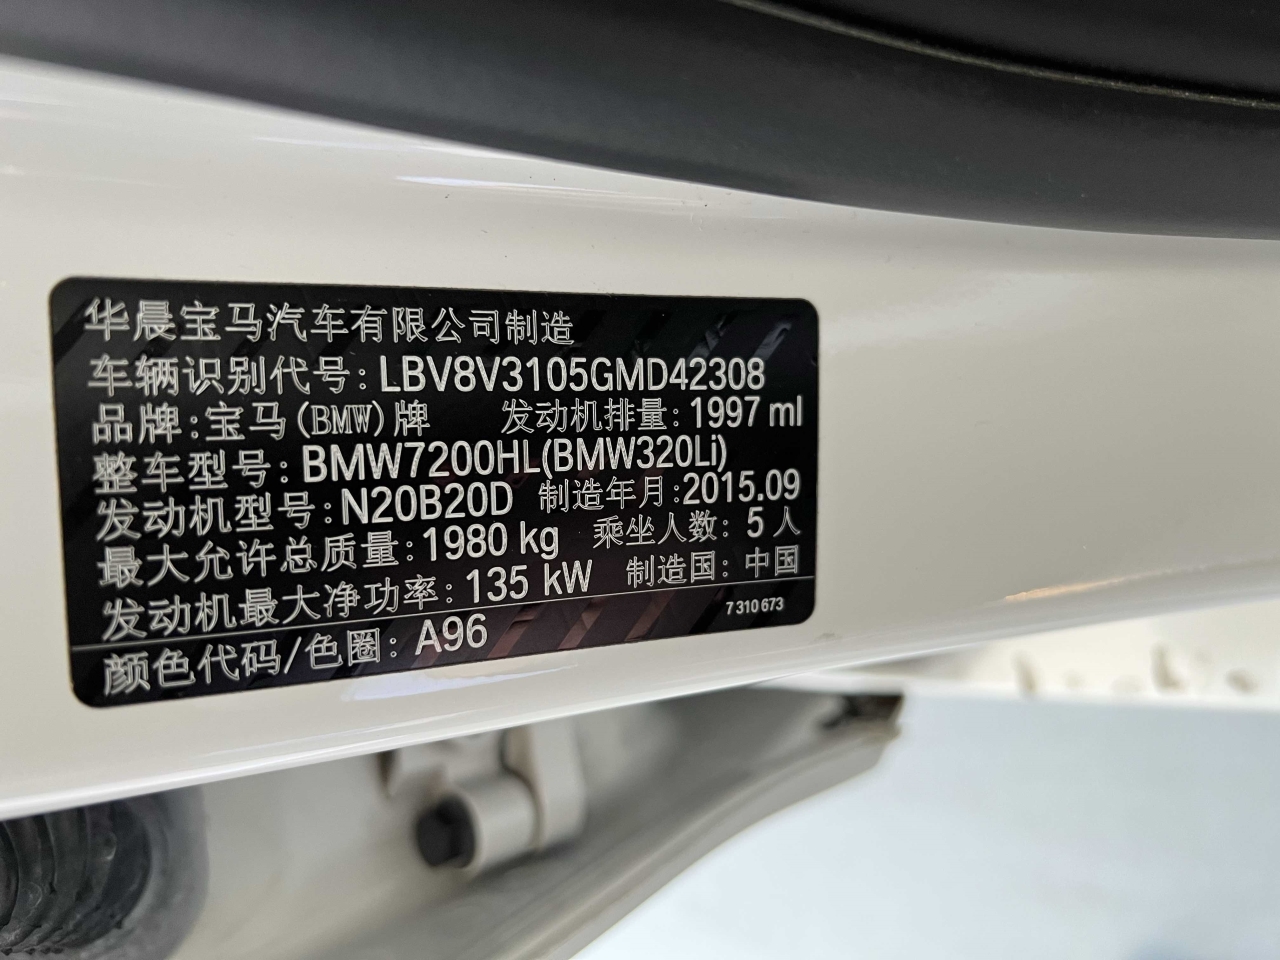 华晨宝马汽车有限公司制造
车辆识别代号:LBV8V3105GMD42308
品牌:宝马(BMW)牌 发动机排量:1997 ml
整车型号:BMW7200HL(BMW320Li)
发动机型号:N20B20D 制造年月:2015.09
最大允许总质量:1980 kg 乘坐人数:5人
发动机最大净功率:135 kW 制造国:中国
颜色代码/色圈:A96 7 310 673